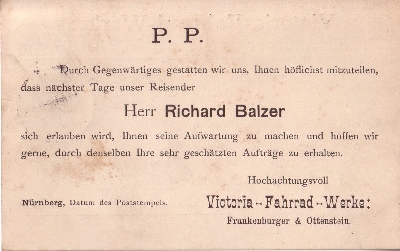 P. P.
Durch Gegenwärtiges gestatten wir uns, Ihnen höflichst mitzuteilen,
dass nächster Tage unser Reisender
Herr Richard Balzer
sich erlauben wird, Ihnen seine Aufwartung zu machen und hoffen wir
gerne, durch denselben Ihre sehr geschätzten Aufträge zu erhalten.
Hochachtungsvoll
Nürnberg, Datum des Poststempels.
Victoria-Fahrrad-Werke:
Frankenburger & Ottenstein.